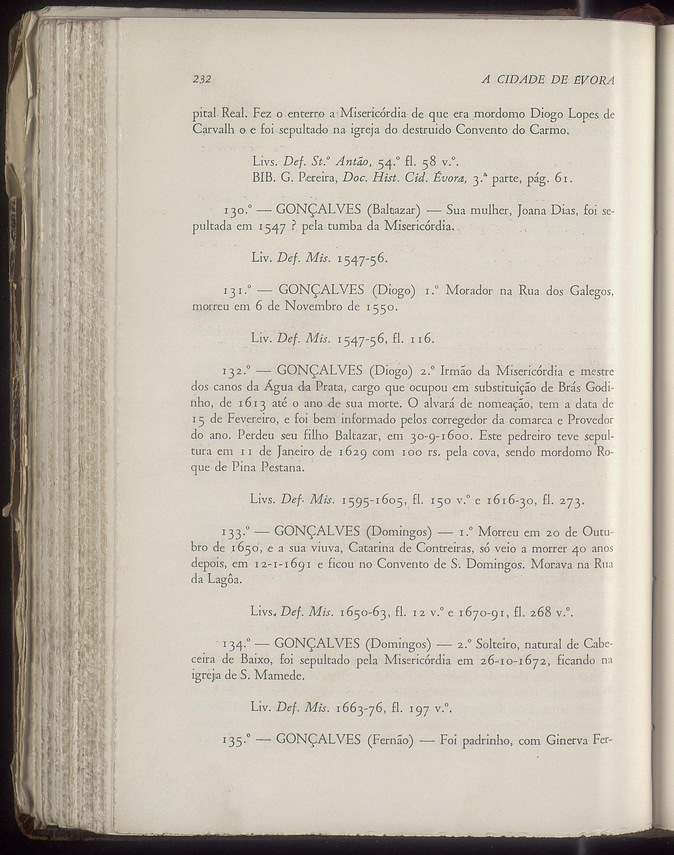 232 A CIDADE DE ÉVORA
pital Real. Fez o enterro a Misericórdia de que era mordomo Diogo Lopes de
Carvalh o e foi sepultado na igreja do destruido Convento do Carmo.
Livs. Def. St.º Antão, 54.º fl. 58 v.º.
BIB. G. Pereira, Doc. Hist. Cid. Évora, 3.ª parte, pág. 61.
130.º — GONÇALVES (Baltazar) — Sua mulher, Joana Dias, foi se-
pultada em 1547 ? pela tumba da Misericórdia.
Liv. Def. Mis. 1547-56.
131.º — GONÇALVES (Diogo) 1.º Morador na Rua dos Galegos,
morreu em 6 de Novembro de 1550.
Liv. Def. Mis. 1547-56, fl. 116.
132.º — GONÇALVES (Diogo) 2.º Irmão da Misericórdia e mestre
dos canos da Água da Prata, cargo que ocupou em substituição de Brás Godi-
nho, de 1613 até o ano de sua morte. O alvará de nomeação, tem a data de
15 de Fevereiro, e foi bem informado pelos corregedor da comarca e Provedor
do ano. Perdeu seu filho Baltazar, em 30-9-1600. Este pedreiro teve sepul-
tura em 11 de Janeiro de 1629 com 100 rs. pela cova, sendo mordomo Ro-
que de Pina Pestana.
Livs. Def. Mis. 1595-1605, fl. 150 v.º e 1616-30, fl. 273.
133.º — GONÇALVES (Domingos) — 1.º Morreu em 20 de Outu-
bro de 1650, e a sua viuva, Catarina de Contreiras, só veio a morrer 40 anos
depois, em 12-1-1691 e ficou no Convento de S. Domingos. Morava na Rua
da Lagôa.
Livs. Def. Mis. 1650-63, fl. 12 v.º e 1670-91, fl. 268 v.º.
134.º — GONÇALVES (Domingos) — 2.º Solteiro, natural de Cabe-
ceira de Baixo, foi sepultado pela Misericórdia em 26-10-1672, ficando na
igreja de S. Mamede.
Liv. Def. Mis. 1663-76, fl. 197 v.º.
135.º — GONÇALVES (Fernão) — Foi padrinho, com Ginerva Fer-